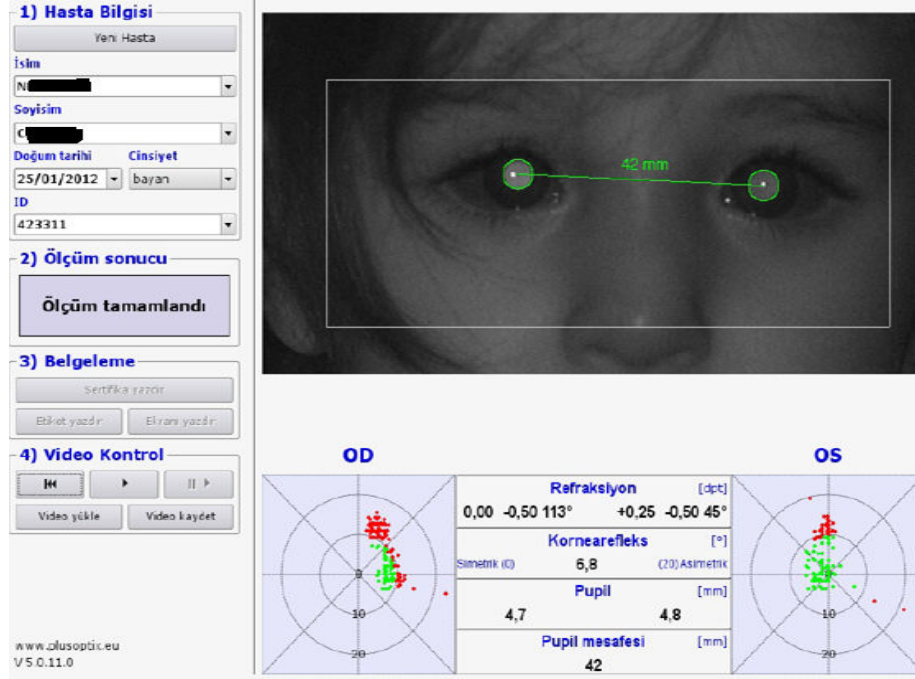 1) Hasta Bilgisi
Yeni Hasta
İsim
N
Soyisim
C
Doğum tarihi Cinsiyet
25/01/2012 bayan
ID
423311
2) Ölçüm sonucu
Ölçüm tamamlandı
3) Belgeleme
Sertifika yazdır
Etiket yazdır Ekranı yazdır
4) Video Kontrol
Video yükle Video kaydet
www.plusoptix.eu
V 5.0.11.0
42 mm
OD OS
0
10
20
Refraksiyon [dpt]
0,00 -0,50 113° +0,25 -0,50 45°
Kornearefleks [°]
Simetrik (0) 6,8 (20) Asimetrik
Pupil [mm]
4,7 4,8
Pupil mesafesi [mm]
42
0
10
20